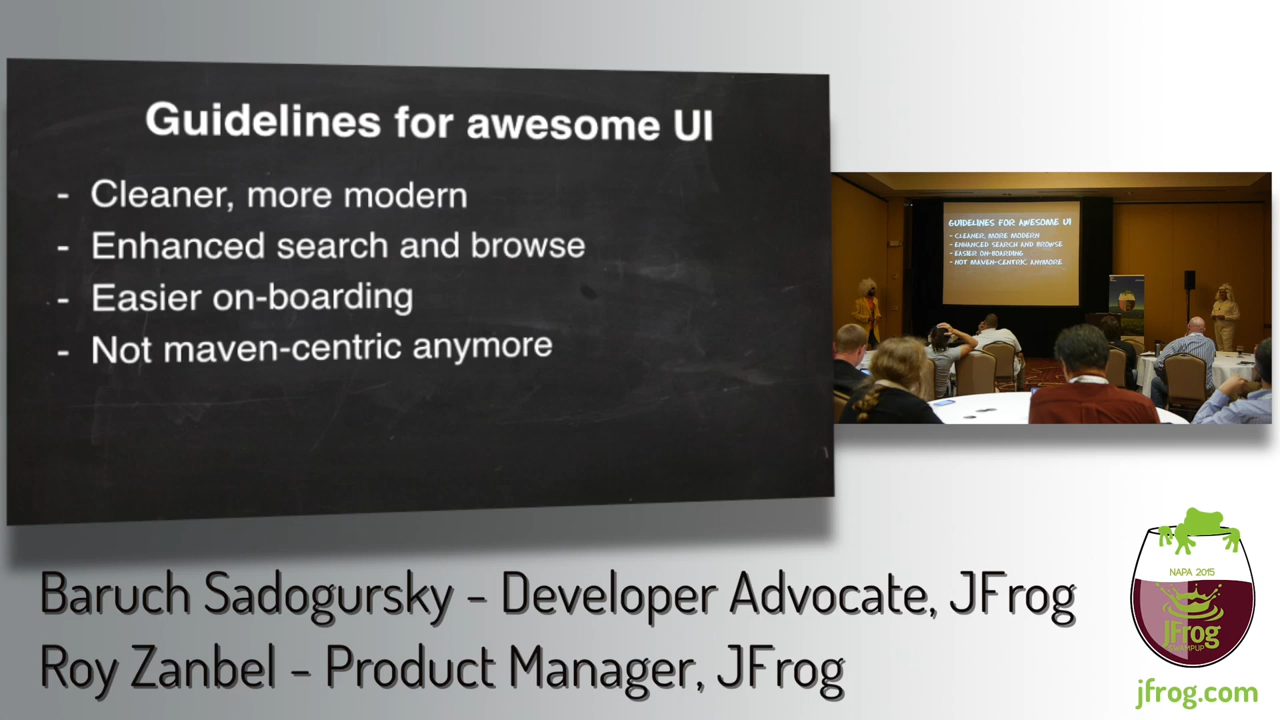 Guidelines for awesome UI
- Cleaner, more modern
- Enhanced search and browse
- Easier on-boarding
- Not maven-centric anymore
GUIDELINES FOR AWESOME UI
- CLEANER, MORE MODERN
- ENHANCED SEARCH AND BROWSE
- EASIER ON-BOARDING
- NOT MAVEN-CENTRIC ANYMORE
Baruch Sadogursky - Developer Advocate, JFrog
Roy Zanbel - Product Manager, JFrog
NAPA 2015
JFrog
SWAMPUP
jfrog.com